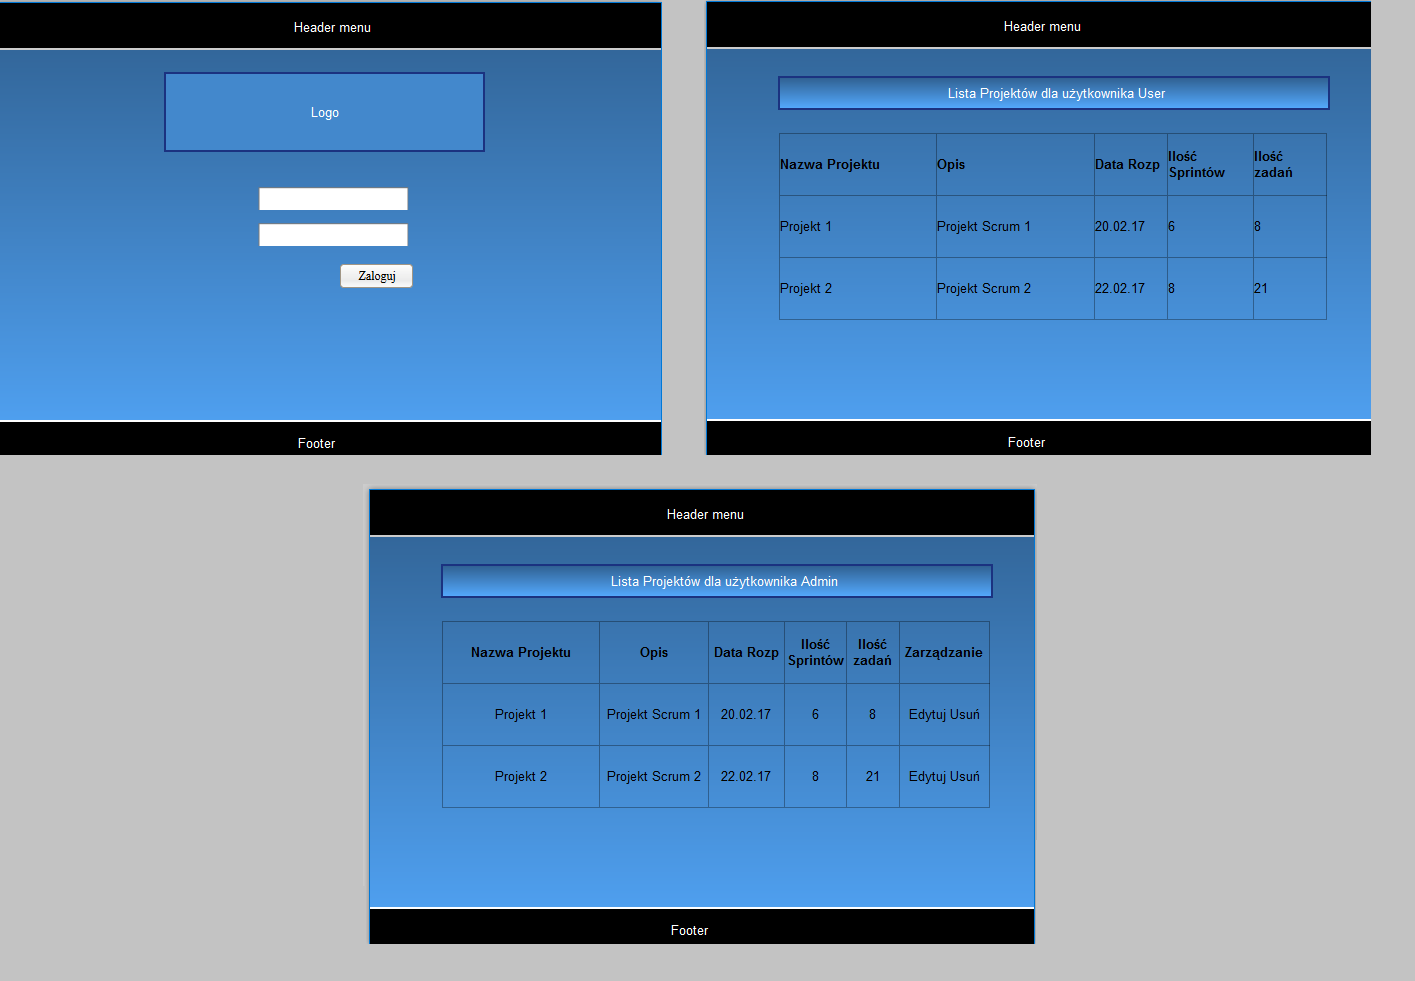 Header menu
Logo
Zaloguj
Footer
Header menu
Lista Projektów dla użytkownika User
Nazwa Projektu Opis Data Rozp Ilość Sprintów Ilość zadań
Projekt 1 Projekt Scrum 1 20.02.17 6 8
Projekt 2 Projekt Scrum 2 22.02.17 8 21
Footer
Header menu
Lista Projektów dla użytkownika Admin
Nazwa Projektu Opis Data Rozp Ilość Sprintów Ilość zadań Zarządzanie
Projekt 1 Projekt Scrum 1 20.02.17 6 8 Edytuj Usuń
Projekt 2 Projekt Scrum 2 22.02.17 8 21 Edytuj Usuń
Footer